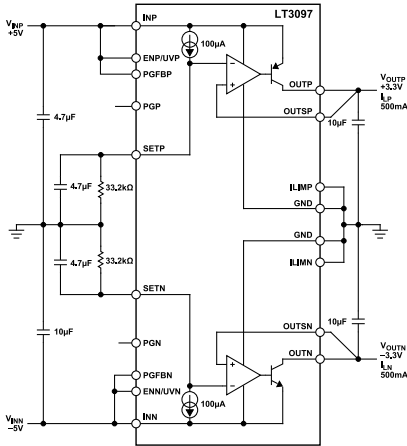 LT3097
VINP
+5V
INP
100µA
ENP/UVP
PGFBP
OUTP
VOUTP
+3.3V
ILP
500mA
OUTSP
PGP
4.7µF
10µF
SETP
4.7µF
33.2kΩ
ILIMP
GND
GND
4.7µF
33.2kΩ
ILIMN
SETN
10µF
OUTSN
10µF
PGN
OUTN
VOUTN
–3.3V
ILN
500mA
PGFBN
ENN/UVN
100µA
VINN
–5V
INN